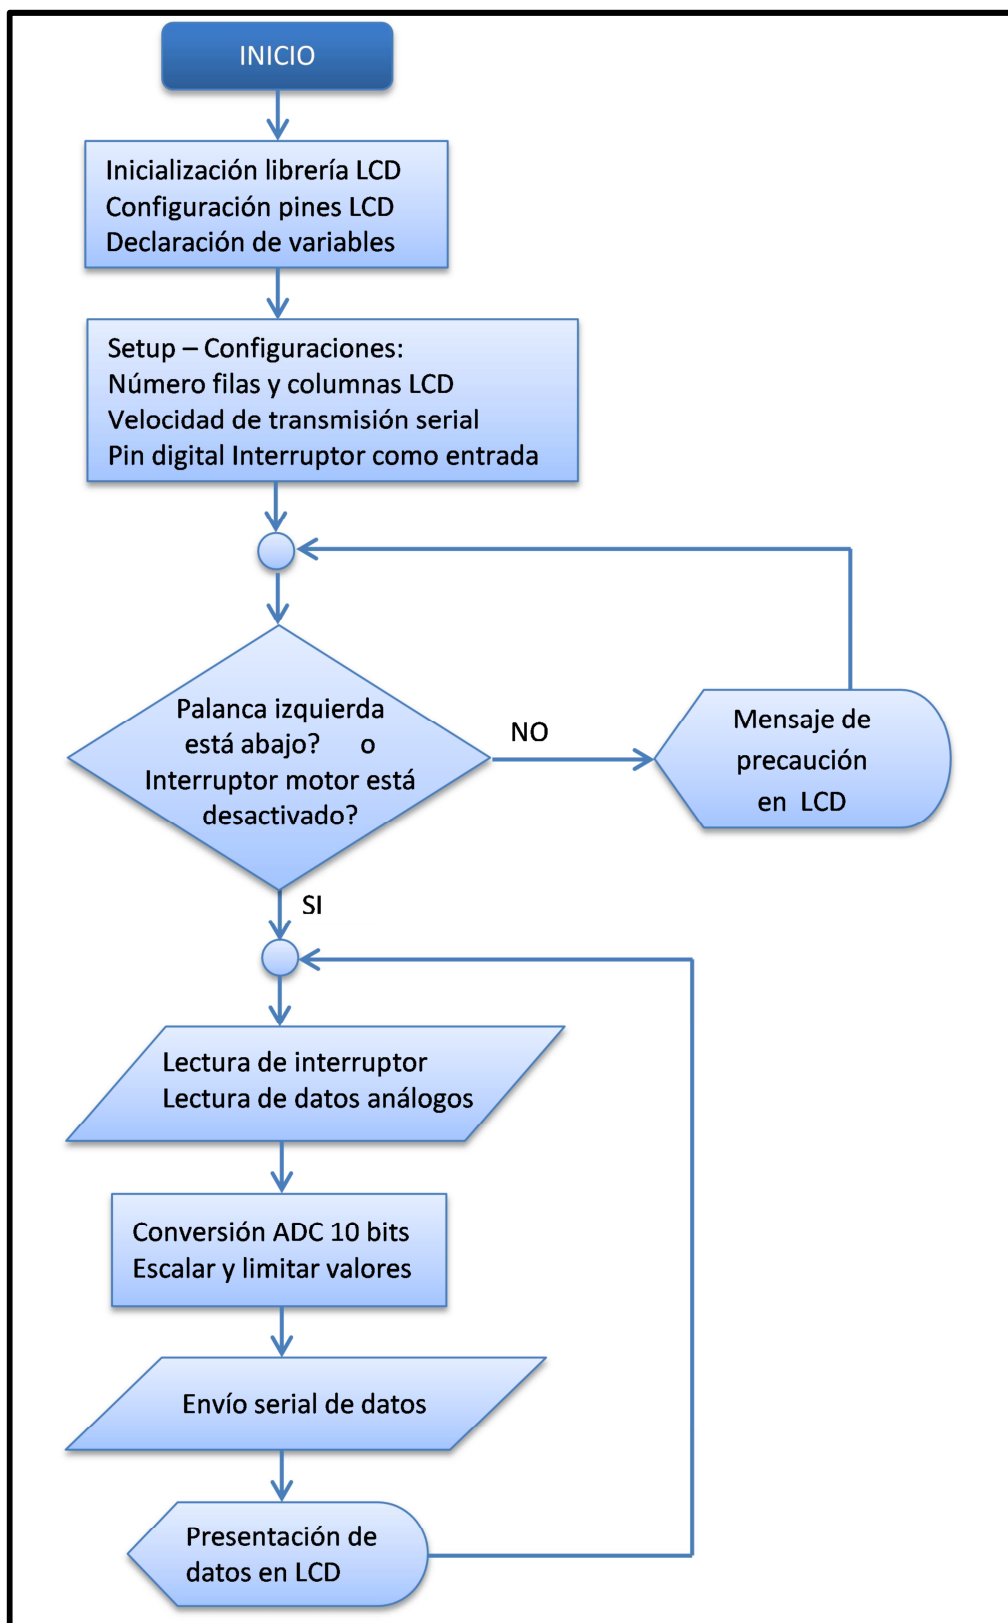 INICIO
Inicialización librería LCD
Configuración pines LCD
Declaración de variables
Setup – Configuraciones:
Número filas y columnas LCD
Velocidad de transmisión serial
Pin digital Interruptor como entrada
Palanca izquierda
está abajo? o
Interruptor motor está
desactivado?
NO
Mensaje de
precaución
en LCD
SI
Lectura de interruptor
Lectura de datos análogos
Conversión ADC 10 bits
Escalar y limitar valores
Envío serial de datos
Presentación de
datos en LCD